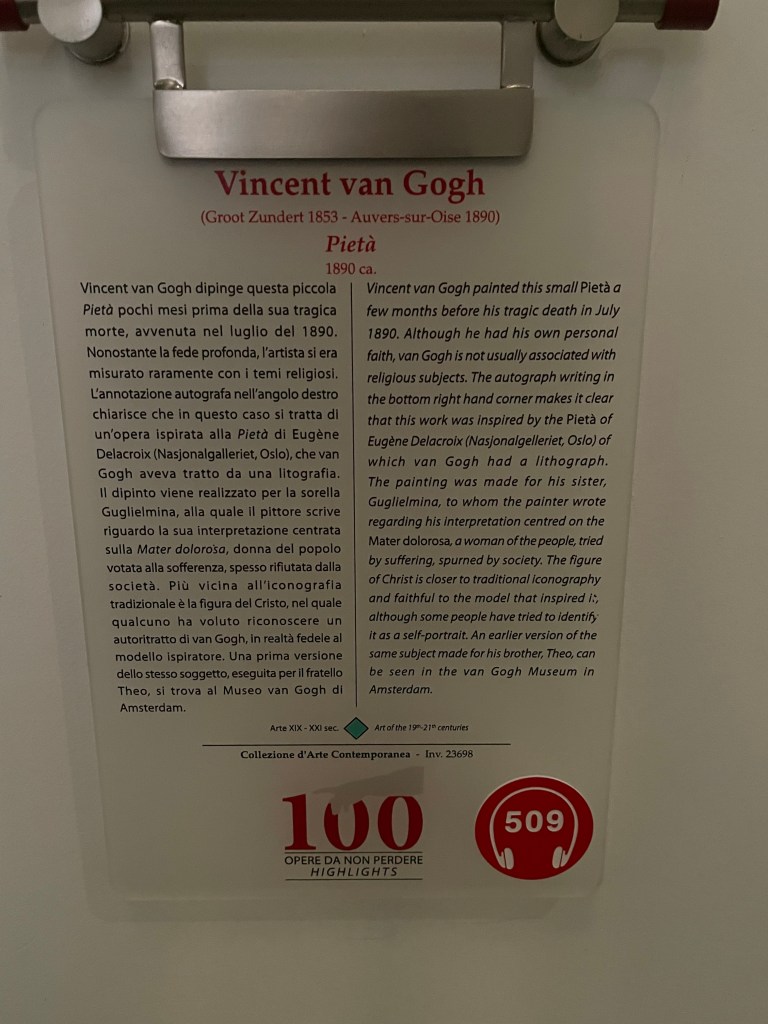 Vincent van Gogh
(Groot Zundert 1853 - Auvers-sur-Oise 1890)
Pietà
1890 ca.
Vincent van Gogh dipinge questa piccola
Pietà pochi mesi prima della sua tragica
morte, avvenuta nel luglio del 1890.
Nonostante la fede profonda, l'artista si era
misurato raramente con i temi religiosi.
L'annotazione autografa nell'angolo destro
chiarisce che in questo caso si tratta di
un'opera ispirata alla Pietà di Eugène
Delacroix (Nasjonalgalleriet, Oslo), che van
Gogh aveva tratto da una litografia.
Il dipinto viene realizzato per la sorella
Guglielmina, alla quale il pittore scrive
riguardo la sua interpretazione centrata
sulla Mater dolorosa, donna del popolo
votata alla sofferenza, spesso rifiutata dalla
società. Più vicina all'iconografia
tradizionale è la figura del Cristo, nel quale
qualcuno ha voluto riconoscere un
autoritratto di van Gogh, in realtà fedele al
modello ispiratore. Una prima versione
dello stesso soggetto, eseguita per il fratello
Theo, si trova al Museo van Gogh di
Amsterdam.
Vincent van Gogh painted this small Pietà a
few months before his tragic death in July
1890. Although he had his own personal
faith, van Gogh is not usually associated with
religious subjects. The autograph writing in
the bottom right hand corner makes it clear
that this work was inspired by the Pietà of
Eugène Delacroix (Nasjonalgelleriet, Oslo) of
which van Gogh had a lithograph.
The painting was made for his sister,
Guglielmina, to whom the painter wrote
regarding his interpretation centred on the
Mater dolorosa, a woman of the people, tried
by suffering, spurned by society. The figure
of Christ is closer to traditional iconography
and faithful to the model that inspired it,
although some people have tried to identify
it as a self-portrait. An earlier version of the
same subject made for his brother, Theo, can
be seen in the van Gogh Museum in
Amsterdam.
Arte XIX - XXI sec. Art of the 19th-21st centuries
Collezione d'Arte Contemporanea - Inv. 23698
100
OPERE DA NON PERDERE
HIGHLIGHTS
509